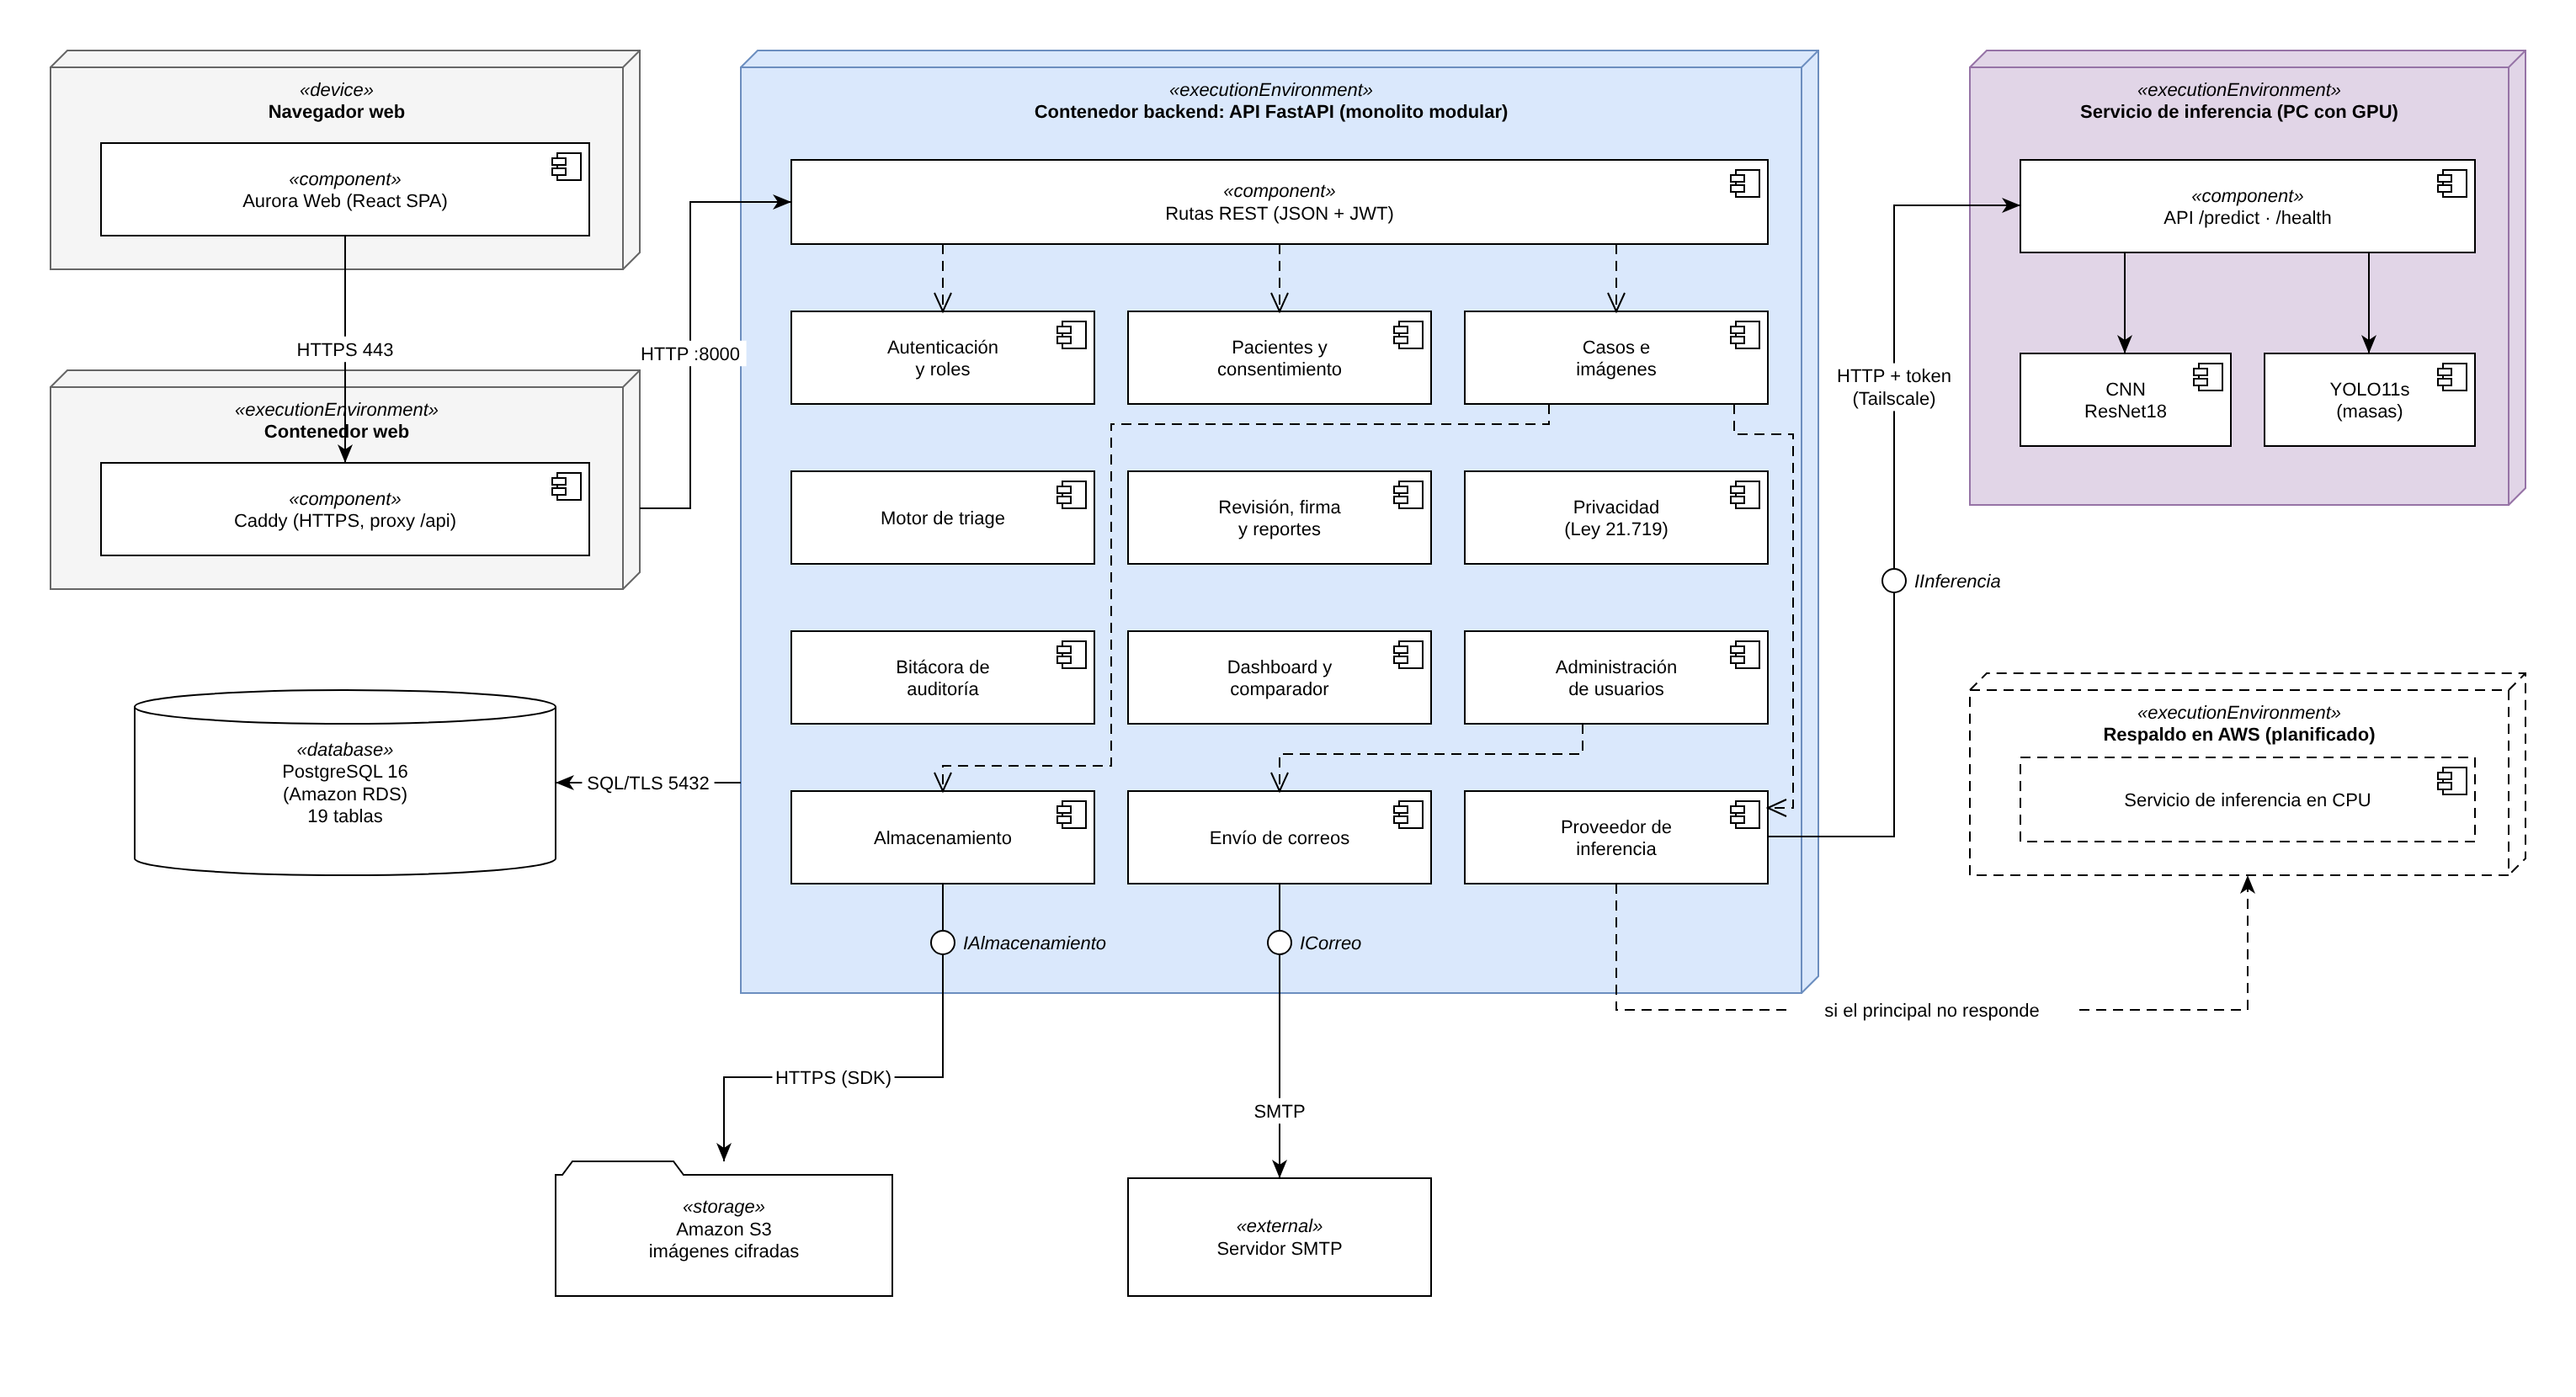 «device»
Navegador web
«component»
Aurora Web (React SPA)
HTTPS 443
«executionEnvironment»
Contenedor web
«component»
Caddy (HTTPS, proxy /api)
HTTP :8000
«database»
PostgreSQL 16
(Amazon RDS)
19 tablas
SQL/TLS 5432
«executionEnvironment»
Contenedor backend: API FastAPI (monolito modular)
«component»
Rutas REST (JSON + JWT)
Autenticación
y roles
Pacientes y
consentimiento
Casos e
imágenes
Motor de triage
Revisión, firma
y reportes
Privacidad
(Ley 21.719)
Bitácora de
auditoría
Dashboard y
comparador
Administración
de usuarios
Almacenamiento
Envío de correos
Proveedor de
inferencia
IAlmacenamiento
ICorreo
HTTP + token
(Tailscale)
IInferencia
«executionEnvironment»
Servicio de inferencia (PC con GPU)
«component»
API /predict · /health
CNN
ResNet18
YOLO11s
(masas)
«executionEnvironment»
Respaldo en AWS (planificado)
Servicio de inferencia en CPU
si el principal no responde
HTTPS (SDK)
SMTP
«storage»
Amazon S3
imágenes cifradas
«external»
Servidor SMTP